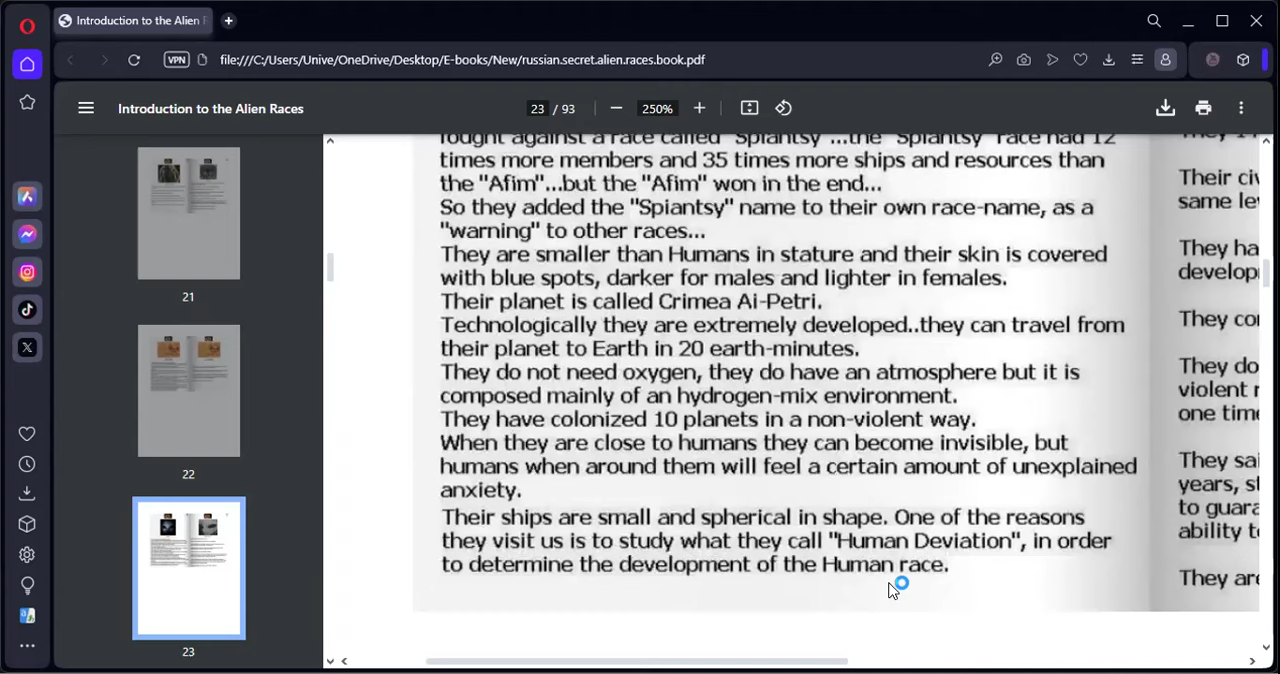 Introduction to the Alien R
file:///C:/Users/Unive/OneDrive/Desktop/E-books/New/russian.secret.alien.races.book.pdf
VPN
Introduction to the Alien Races
23 / 93
250%
21
22
23
fought against a race called "Spiantsy"...the "Spiantsy" race had 12
times more members and 35 times more ships and resources than
the "Afim"...but the "Afim" won in the end...
So they added the "Spiantsy" name to their own race-name, as a
"warning" to other races...
They are smaller than Humans in stature and their skin is covered
with blue spots, darker for males and lighter in females.
Their planet is called Crimea Ai-Petri.
Technologically they are extremely developed..they can travel from
their planet to Earth in 20 earth-minutes.
They do not need oxygen, they do have an atmosphere but it is
composed mainly of an hydrogen-mix environment.
They have colonized 10 planets in a non-violent way.
When they are close to humans they can become invisible, but
humans when around them will feel a certain amount of unexplained
anxiety.
Their ships are small and spherical in shape. One of the reasons
they visit us is to study what they call "Human Deviation", in order
to determine the development of the Human race.
Their civ
same le
They ha
develop
They co
They do
violent r
one time
They sai
years, st
to guara
ability to
They are